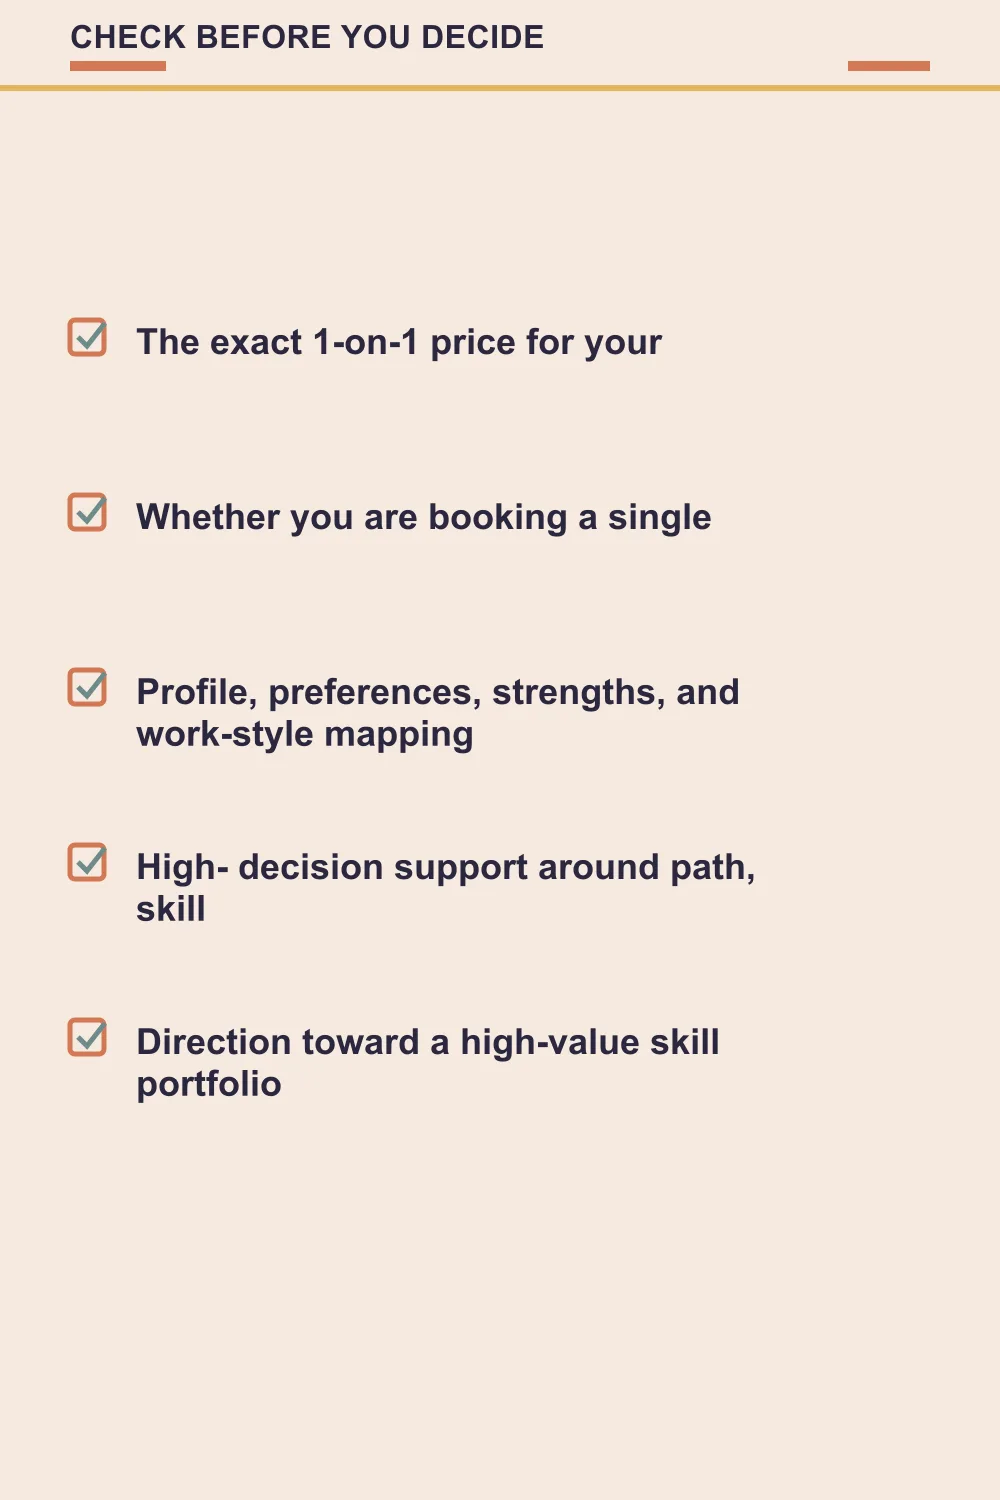 CHECK BEFORE YOU DECIDE
The exact 1-on-1 price for your
Whether you are booking a single
Profile, preferences, strengths, and
work-style mapping
High- decision support around path,
skill
Direction toward a high-value skill
portfolio